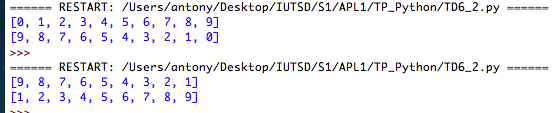 ====== RESTART: /Users/antony/Desktop/IUTSD/S1/APL1/TP_Python/TD6_2.py ======
[0, 1, 2, 3, 4, 5, 6, 7, 8, 9]
[9, 8, 7, 6, 5, 4, 3, 2, 1, 0]
>>>
====== RESTART: /Users/antony/Desktop/IUTSD/S1/APL1/TP_Python/TD6_2.py ======
[9, 8, 7, 6, 5, 4, 3, 2, 1]
[1, 2, 3, 4, 5, 6, 7, 8, 9]
>>>